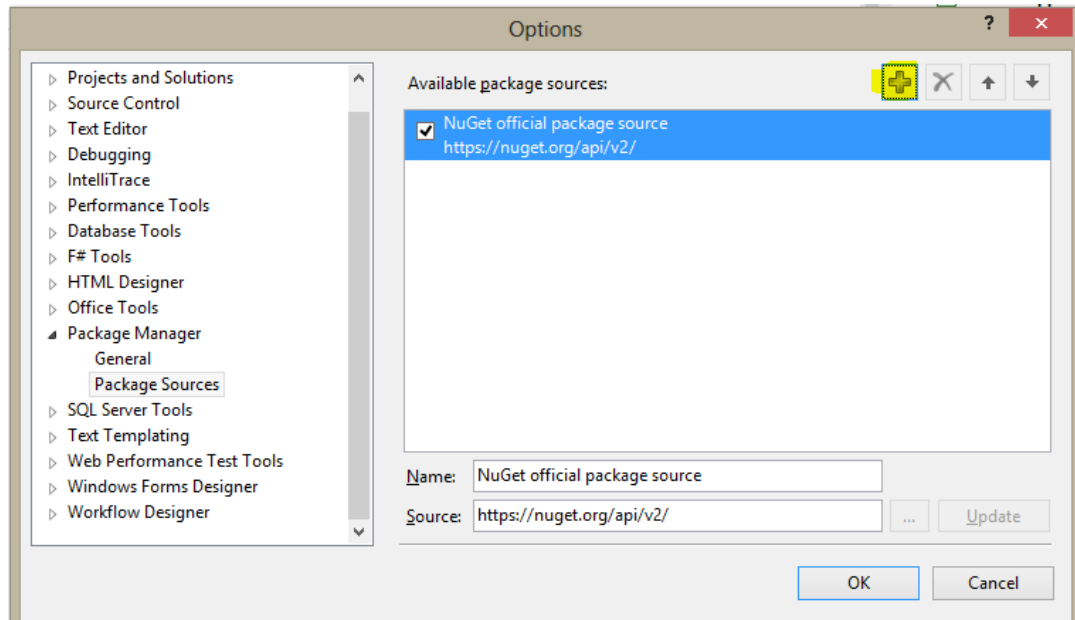 Options
?
Projects and Solutions
Source Control
Text Editor
Debugging
IntelliTrace
Performance Tools
Database Tools
F# Tools
HTML Designer
Office Tools
Package Manager
General
Package Sources
SQL Server Tools
Text Templating
Web Performance Test Tools
Windows Forms Designer
Workflow Designer
Available package sources:
NuGet official package source
https://nuget.org/api/v2/
Name: NuGet official package source
Source: https://nuget.org/api/v2/ ... Update
OK Cancel